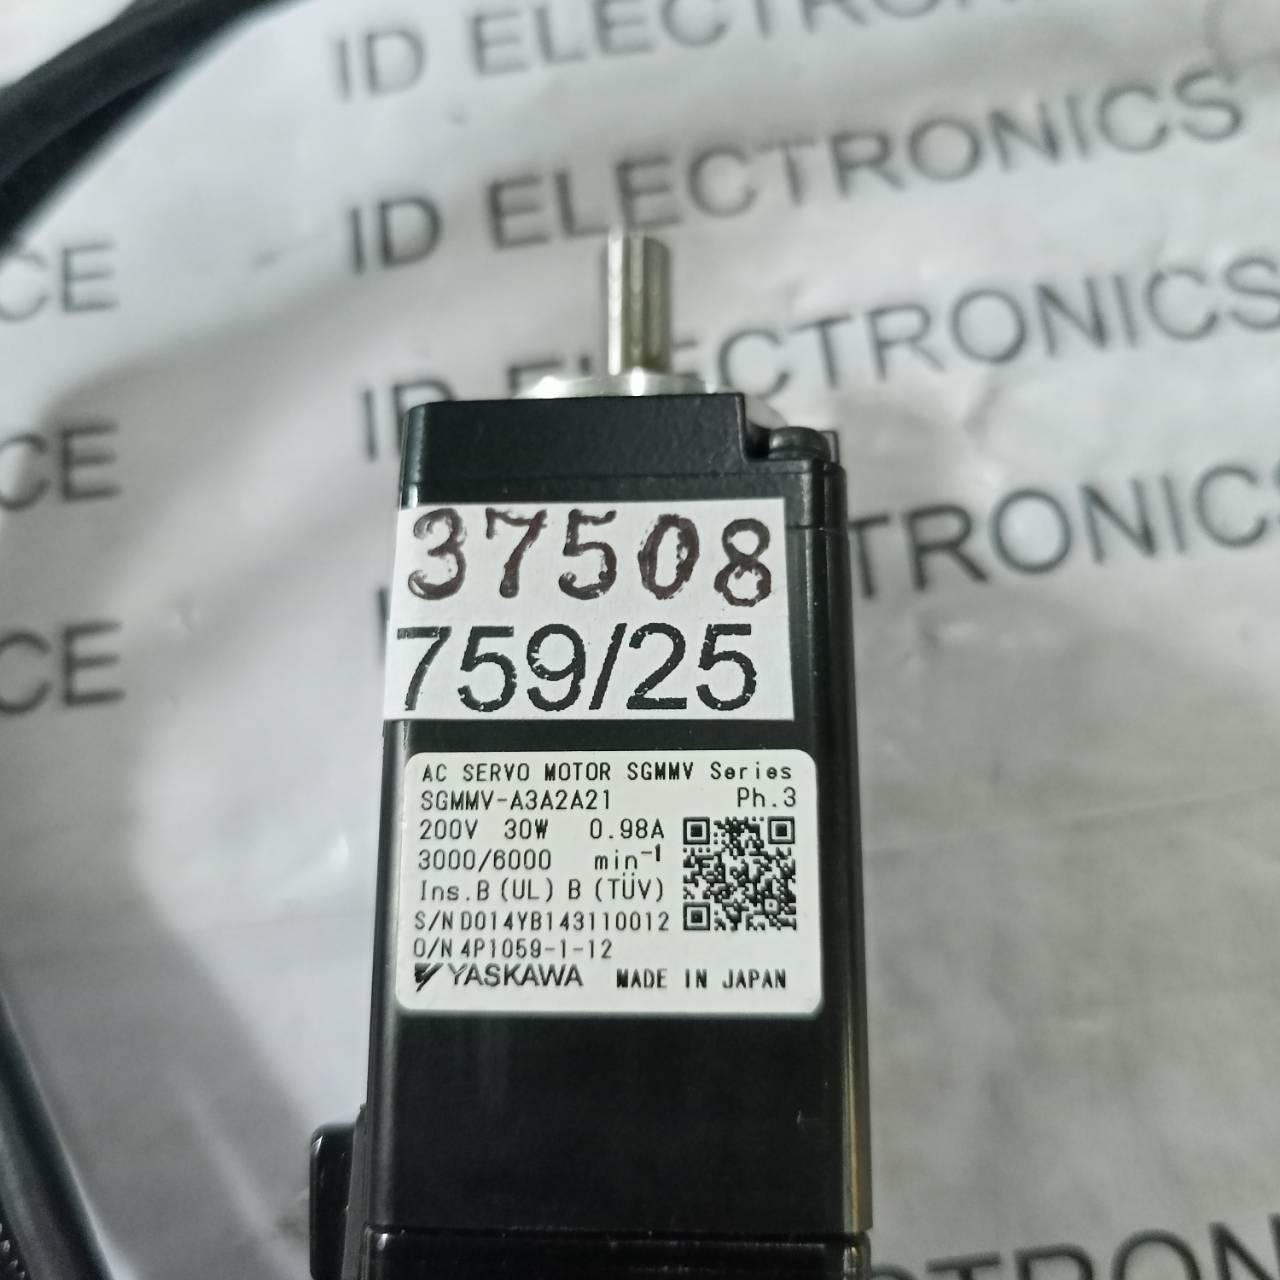 ID ELECTRONICS
ID ELECTRONICS
CE
ID ELECTRONICS
CE
TRONICS
CE
37508
759/25
AC SERVO MOTOR SGMMV Series
SGMMV-A3A2A21 Ph.3
200V 30W 0.98A
3000/6000 min⁻¹
Ins.B (UL) B (TÜV)
S/N D014YB143110012
O/N 4P1059-1-12
YASKAWA MADE IN JAPAN
TRON